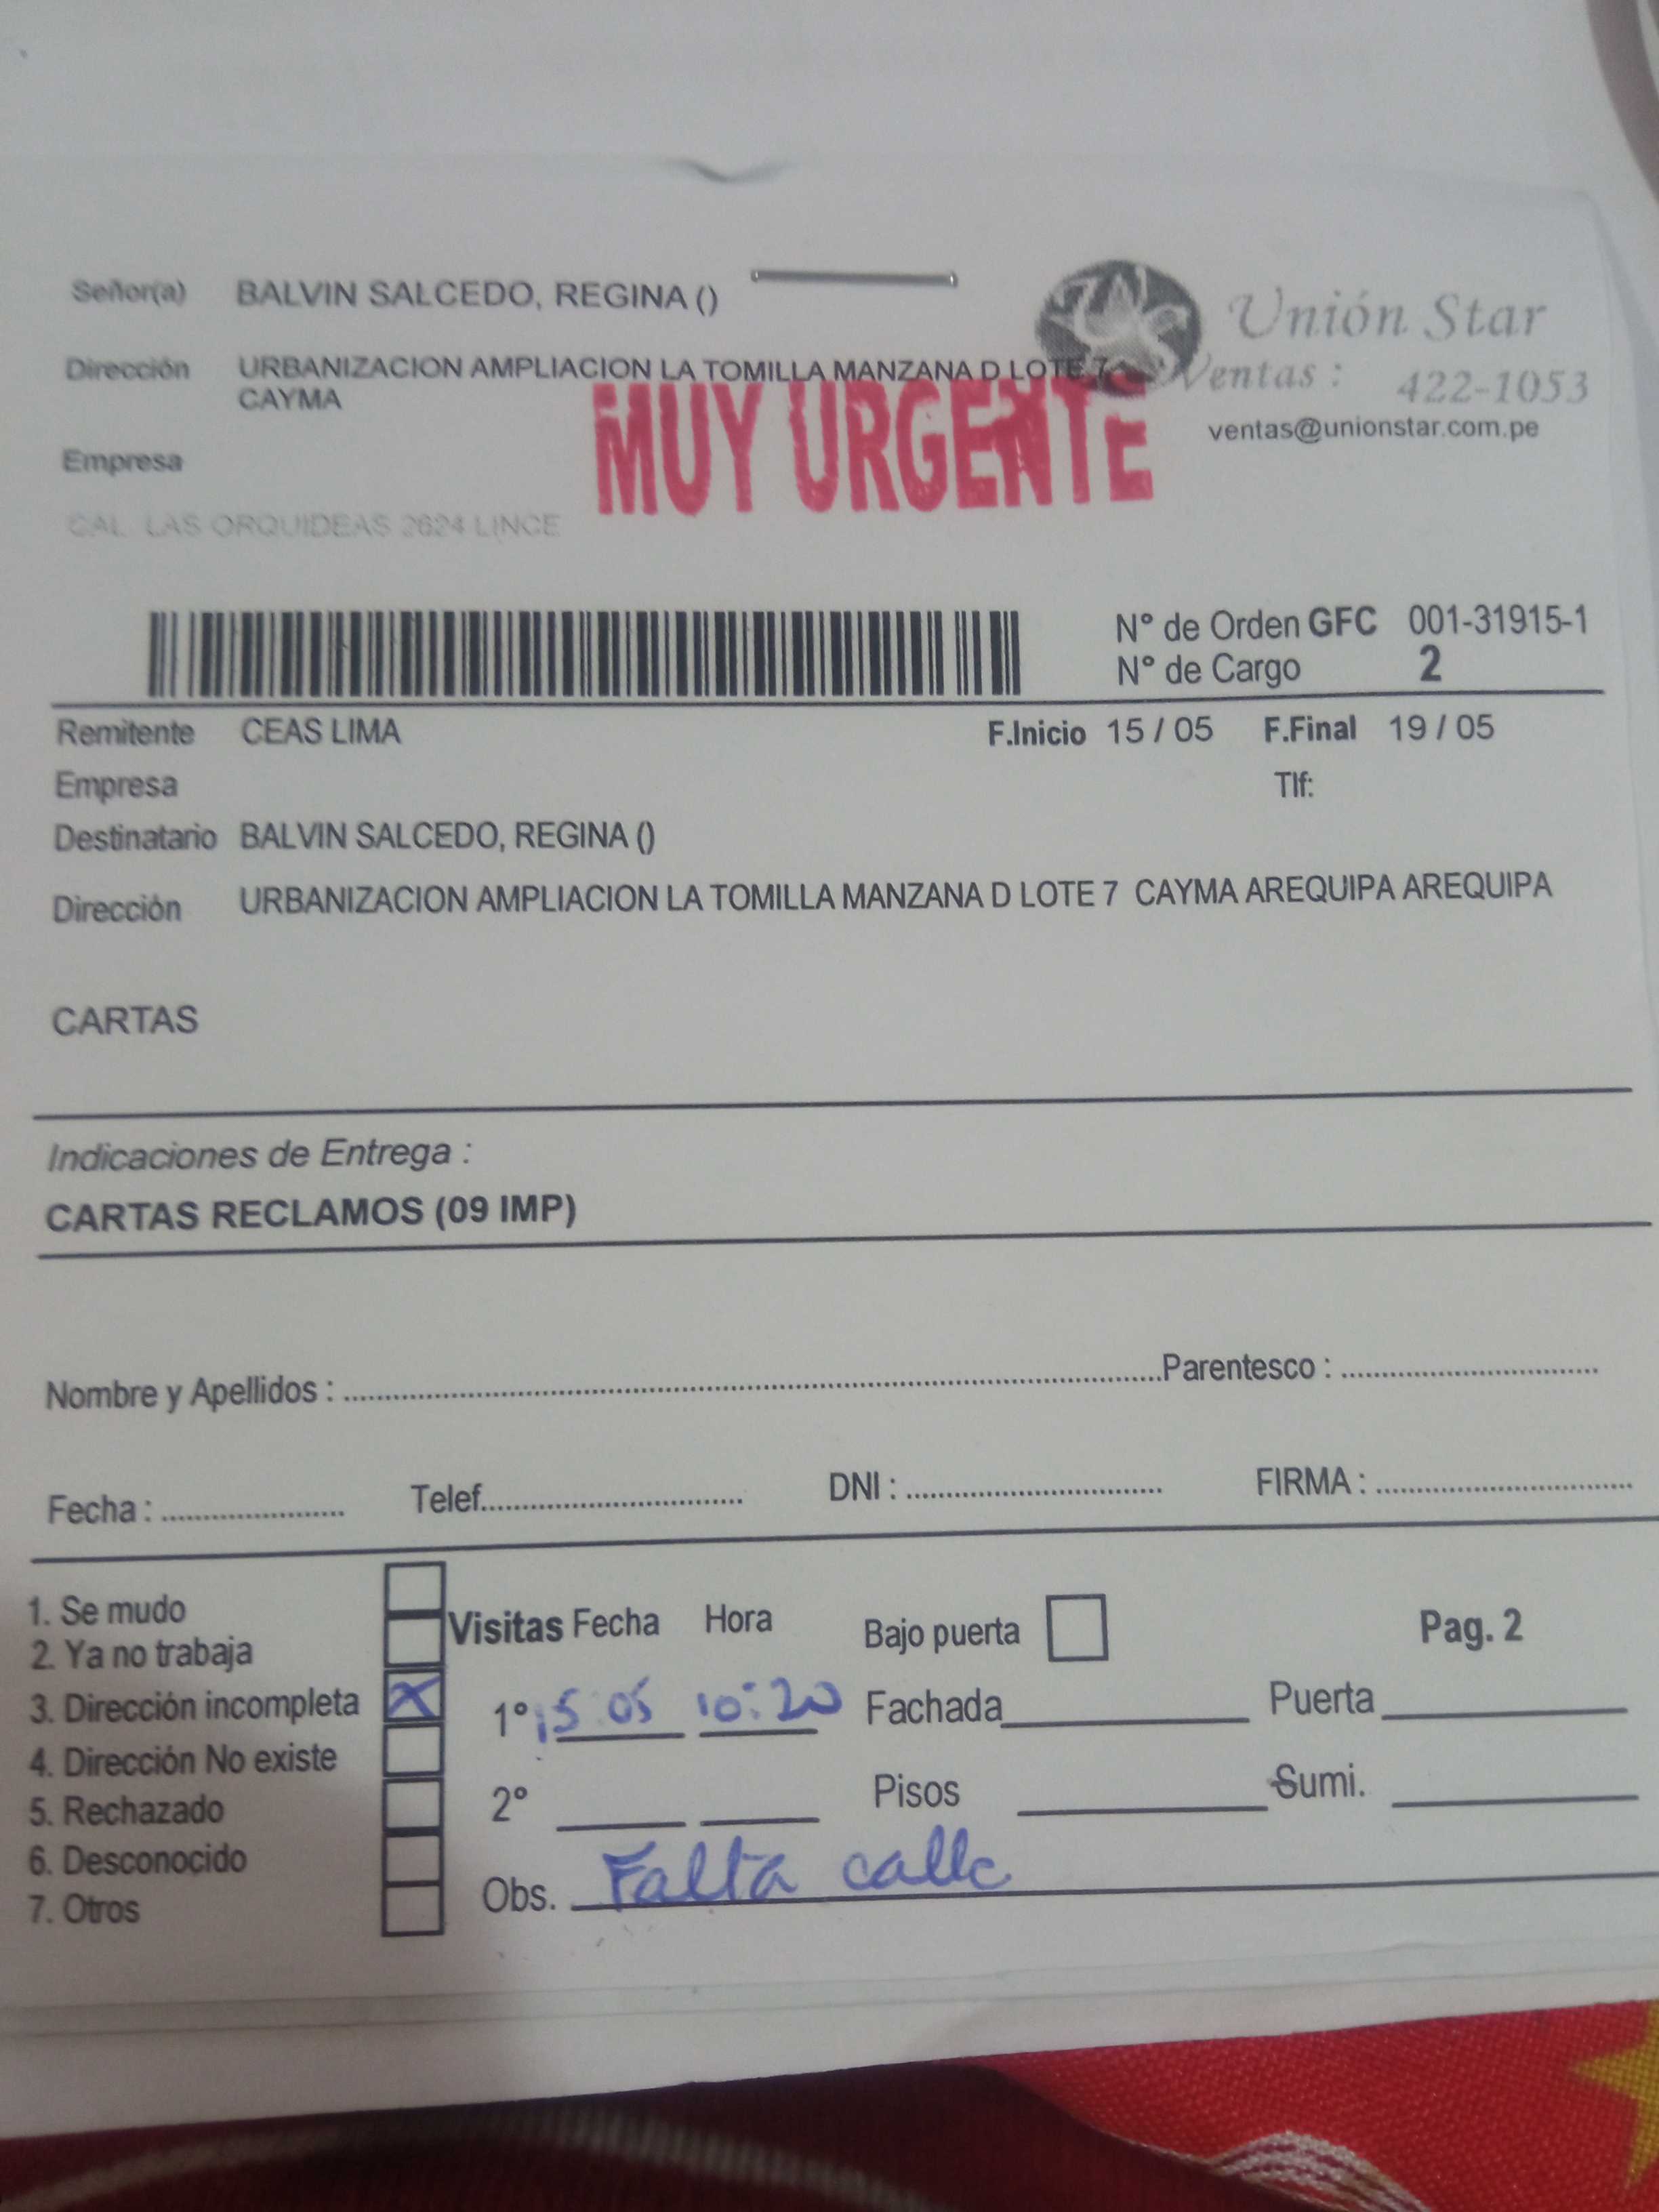 Señor(a) BALVIN SALCEDO, REGINA ()
Unión Star
Dirección URBANIZACION AMPLIACION LA TOMILLA MANZANA D LOTE 7
CAYMA
Ventas : 422-1053
ventas@unionstar.com.pe
MUY URGENTE
Empresa
CAL. LAS ORQUIDEAS 2624 LINCE
N° de Orden GFC 001-31915-1
N° de Cargo 2
Remitente CEAS LIMA F.Inicio 15 / 05 F.Final 19 / 05
Empresa Tlf:
Destinatario BALVIN SALCEDO, REGINA ()
Dirección URBANIZACION AMPLIACION LA TOMILLA MANZANA D LOTE 7 CAYMA AREQUIPA AREQUIPA
CARTAS
Indicaciones de Entrega :
CARTAS RECLAMOS (09 IMP)
Nombre y Apellidos : Parentesco :
Fecha : Telef. DNI : FIRMA :
1. Se mudo
2. Ya no trabaja
3. Dirección incompleta X
4. Dirección No existe
5. Rechazado
6. Desconocido
7. Otros
Visitas Fecha Hora Bajo puerta Pag. 2
1° 15 05 10:20 Fachada Puerta
2° Pisos Sumi.
Obs. Falta calle